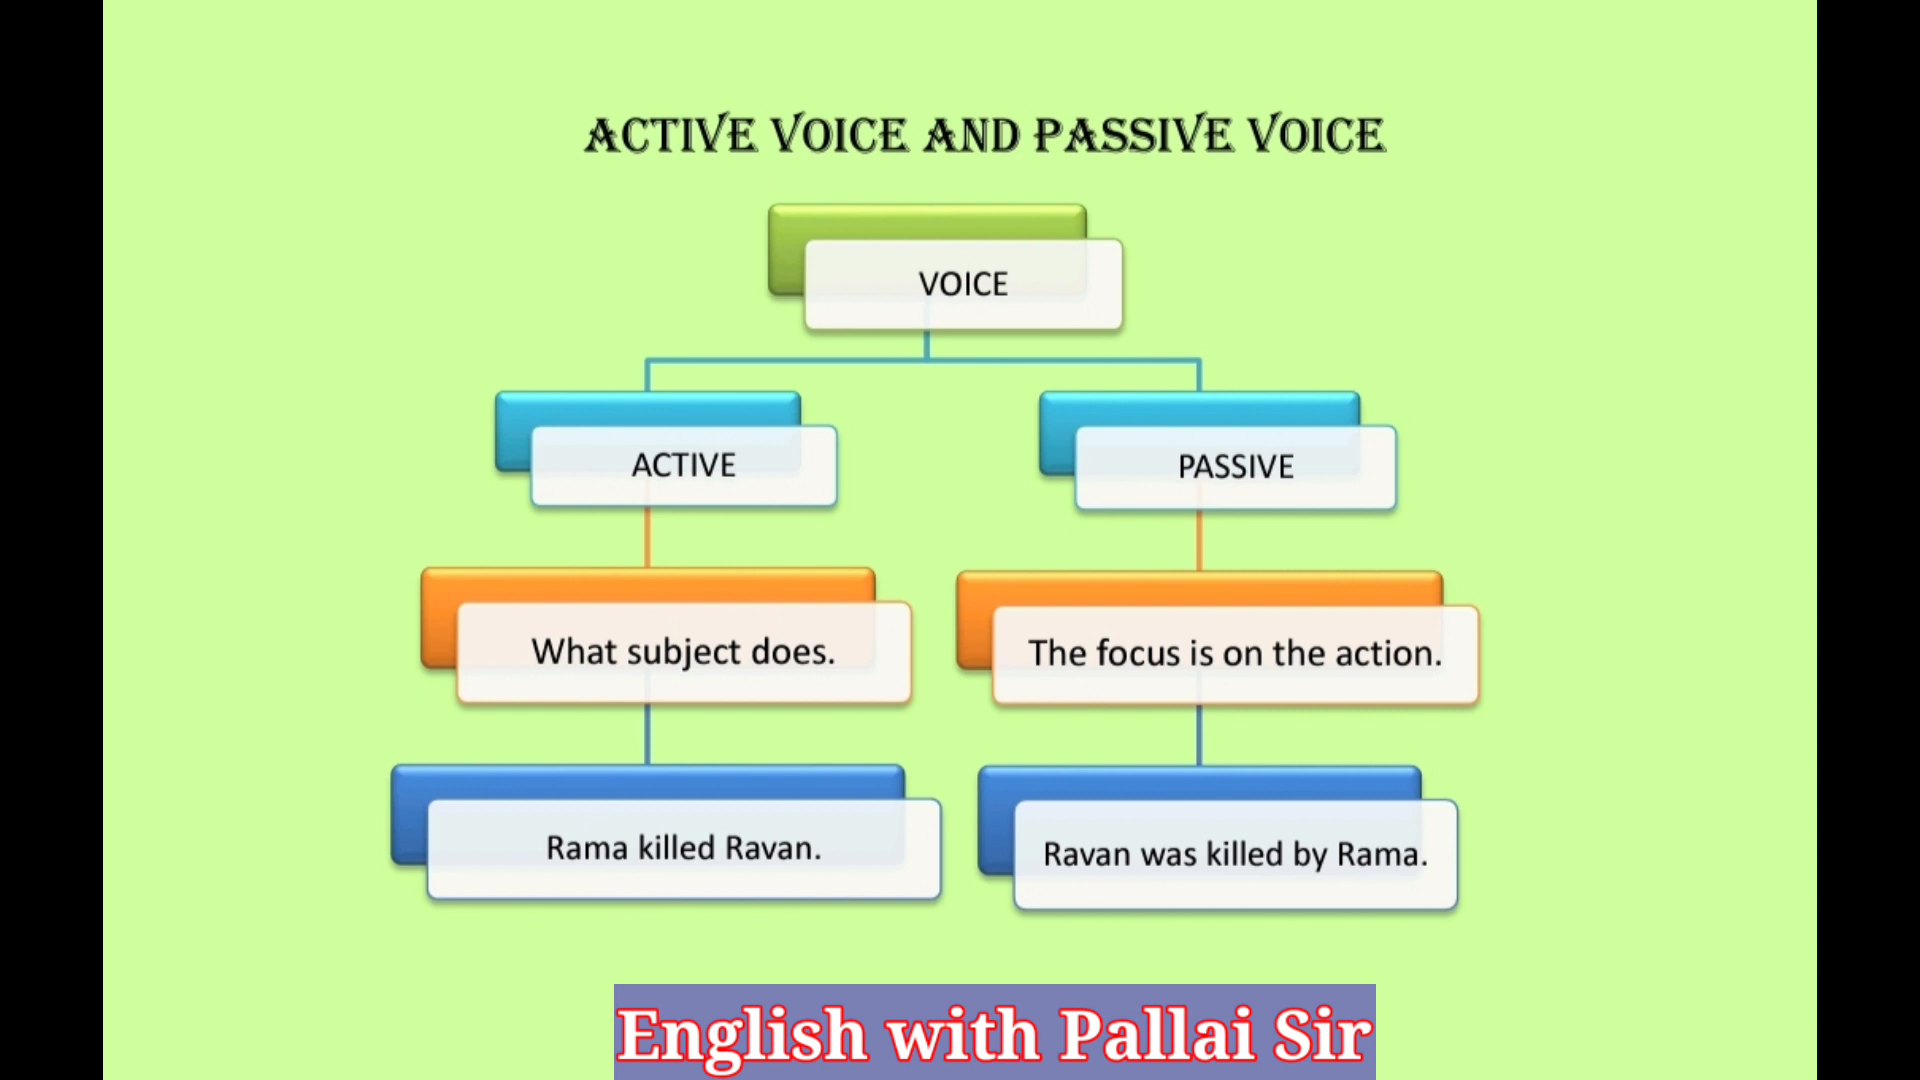 ACTIVE VOICE AND PASSIVE VOICE
VOICE
ACTIVE
PASSIVE
What subject does.
The focus is on the action.
Rama killed Ravan.
Ravan was killed by Rama.
English with Pallai Sir